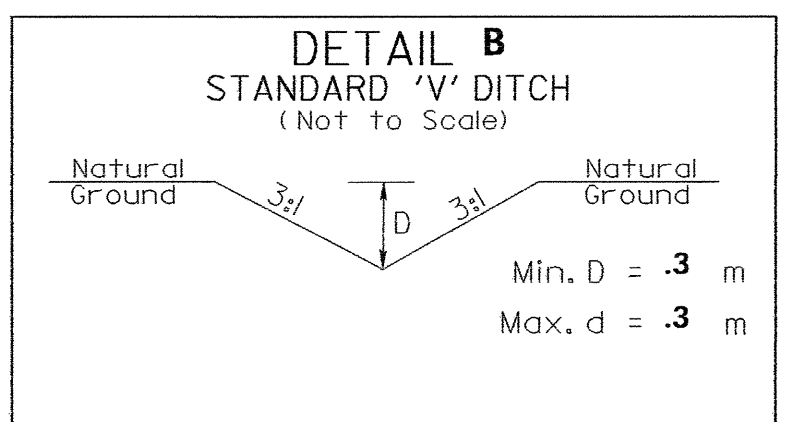 DETAIL B
STANDARD 'V' DITCH
(Not to Scale)
Natural
Ground
3:1
D
3:1
Natural
Ground
Min. D = .3 m
Max. d = .3 m